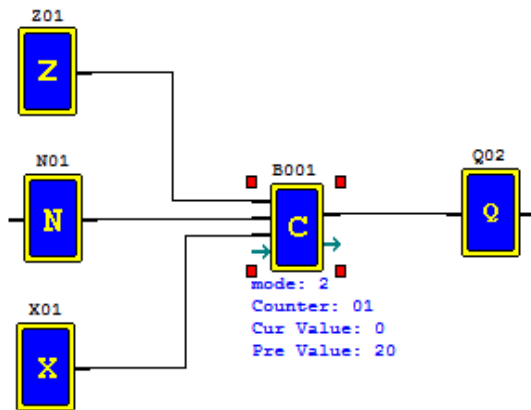 Z01
Z
N01
N
B001
C
Q02
Q
mode: 2
Counter: 01
Cur Value: 0
Pre Value: 20
X01
X